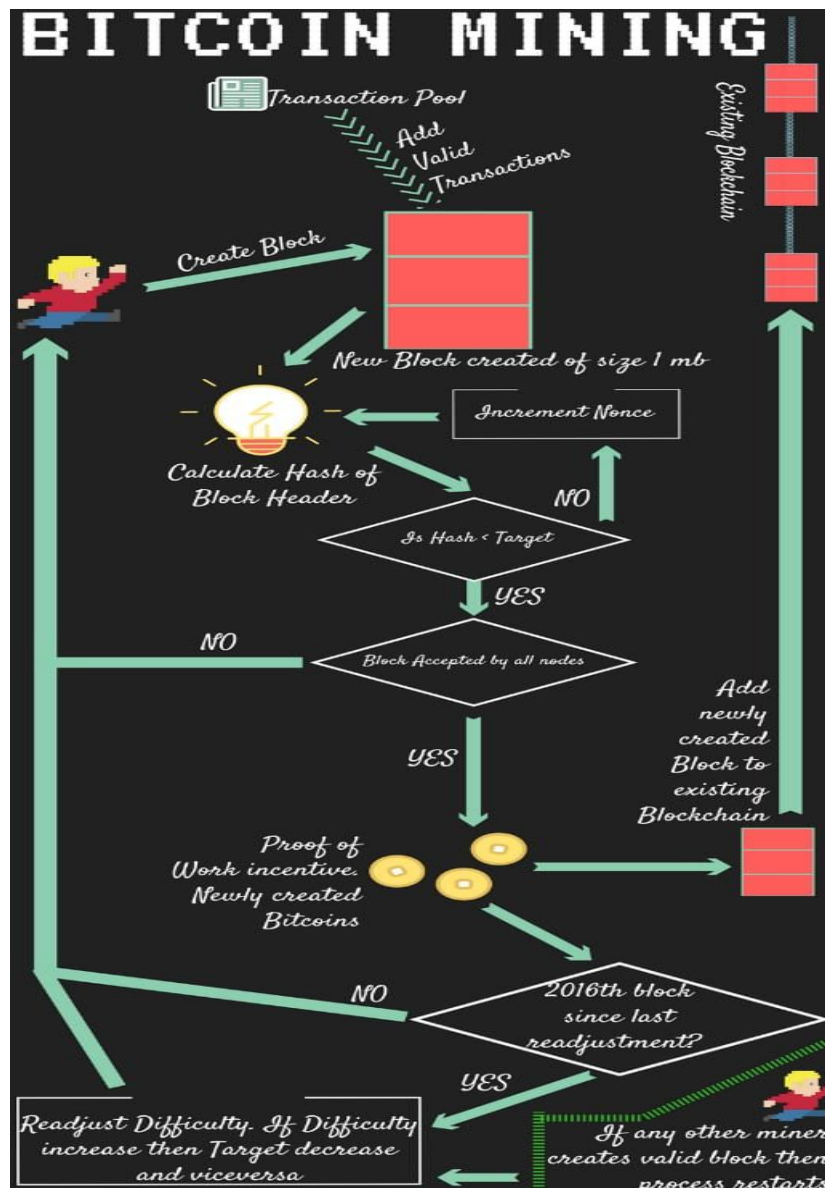 BITCOIN MINING
Transaction Pool
Add
Valid
Transactions
Existing Blockchain
Create Block
New Block created of size 1 mb
Increment Nonce
Calculate Hash of
Block Header
NO
Is Hash < Target
YES
NO
Block Accepted by all nodes
YES
Add
newly
created
Block to
existing
Blockchain
Proof of
Work incentive.
Newly created
Bitcoins
NO
2016th block
since last
readjustment?
YES
Readjust Difficulty. If Difficulty
increase then Target decrease
and viceversa
If any other miner
creates valid block then
process restarts